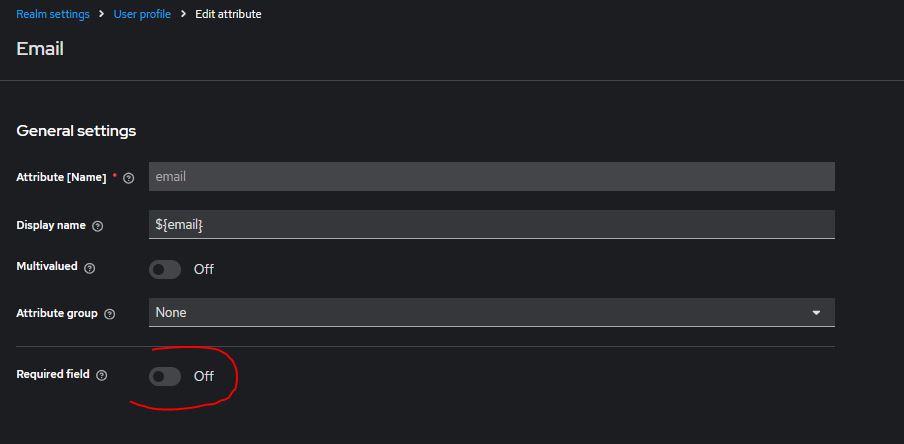 Realm settings > User profile > Edit attribute
Email
General settings
Attribute [Name] * email
Display name ${email}
Multivalued Off
Attribute group None
Required field Off